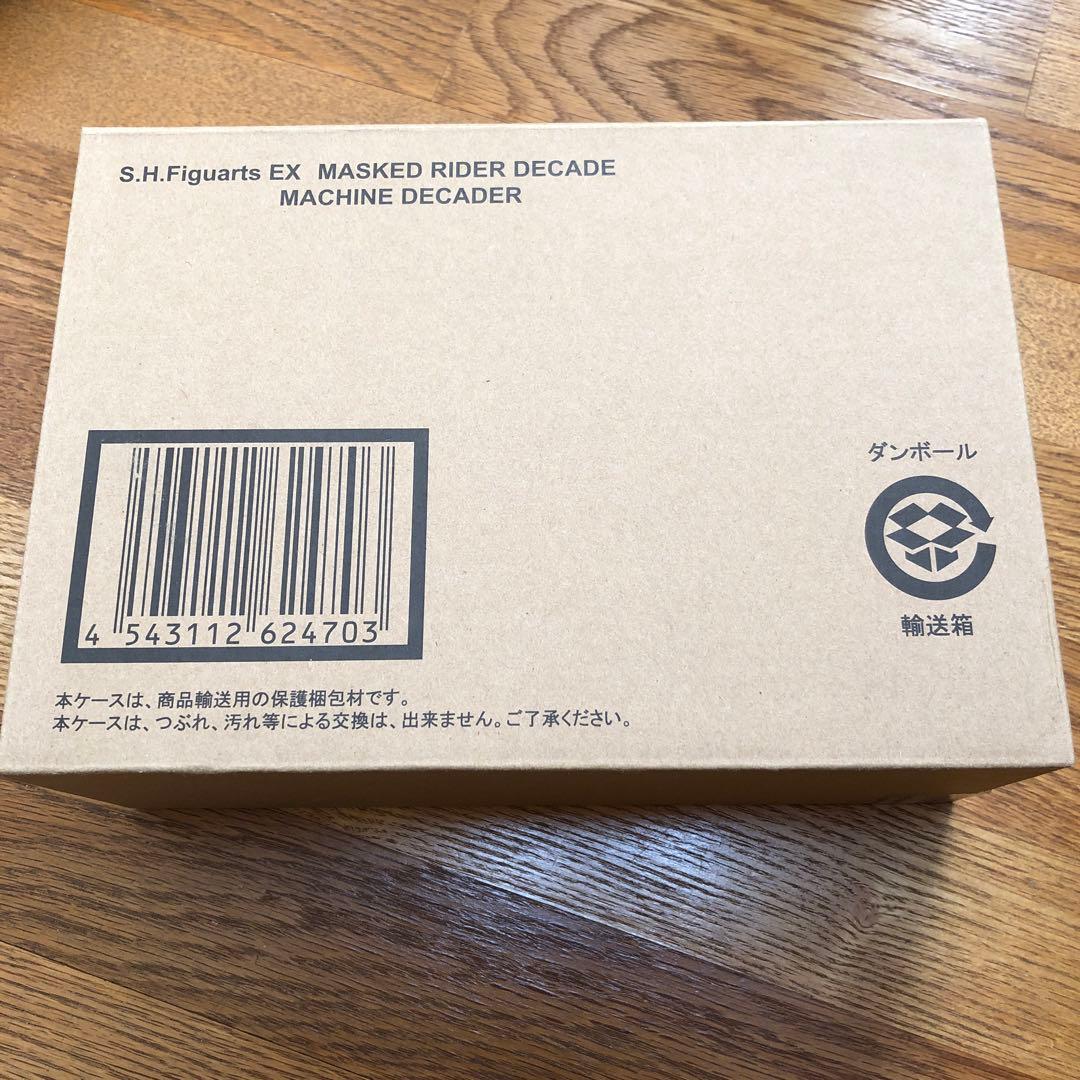 S.H.Figuarts EX MASKED RIDER DECADE
MACHINE DECADER
ダンボール
輸送箱
4 543112 624703
本ケースは、商品輸送用の保護梱包材です。
本ケースは、つぶれ、汚れ等による交換は、出来ません。ご了承ください。